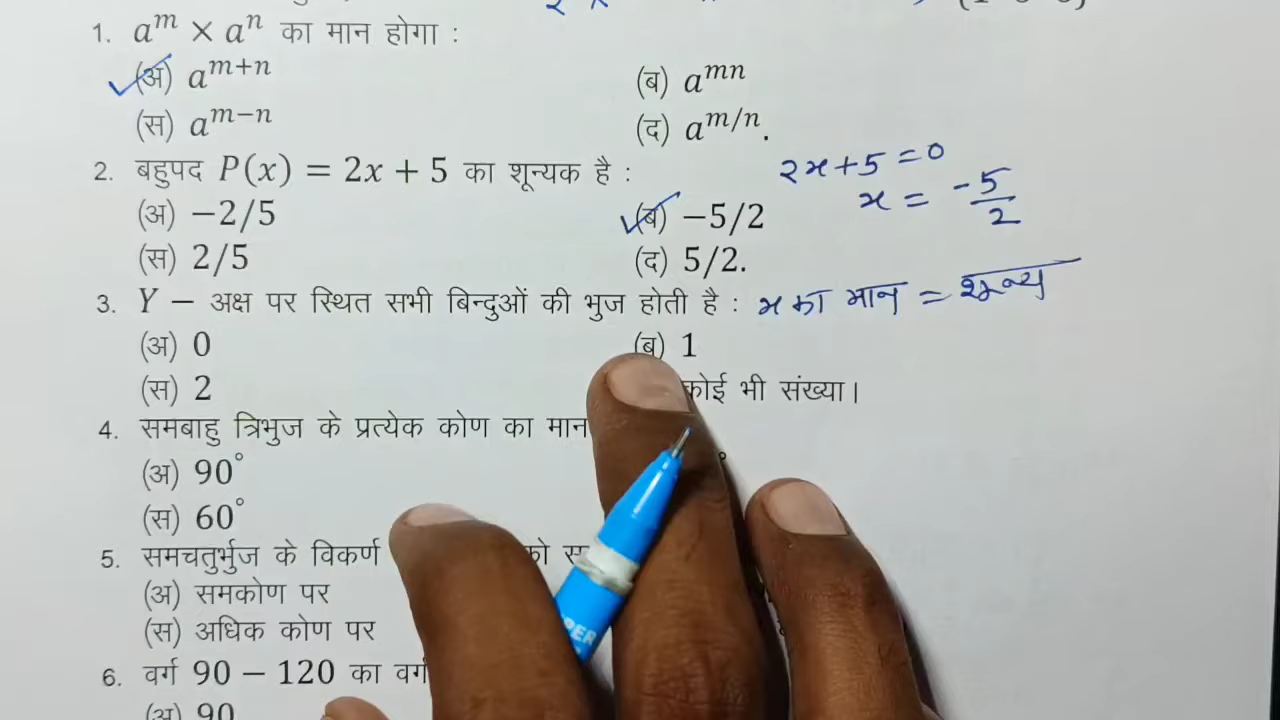 1. a^m × a^n का मान होगा :
(अ) a^{m+n} (ब) a^{mn}
(स) a^{m−n} (द) a^{m/n}.
2. बहुपद P(x) = 2x + 5 का शून्यक है : 2x+5=0
(अ) −2/5 (ब) −5/2 x = -5/2
(स) 2/5 (द) 5/2.
3. Y − अक्ष पर स्थित सभी बिन्दुओं की भुज होती है : x का मान = शून्य
(अ) 0 (ब) 1
(स) 2 कोई भी संख्या।
4. समबाहु त्रिभुज के प्रत्येक कोण का मान
(अ) 90°
(स) 60°
5. समचतुर्भुज के विकर्ण को
(अ) समकोण पर
(स) अधिक कोण पर
6. वर्ग 90 − 120 का वर्ग
(अ) 90